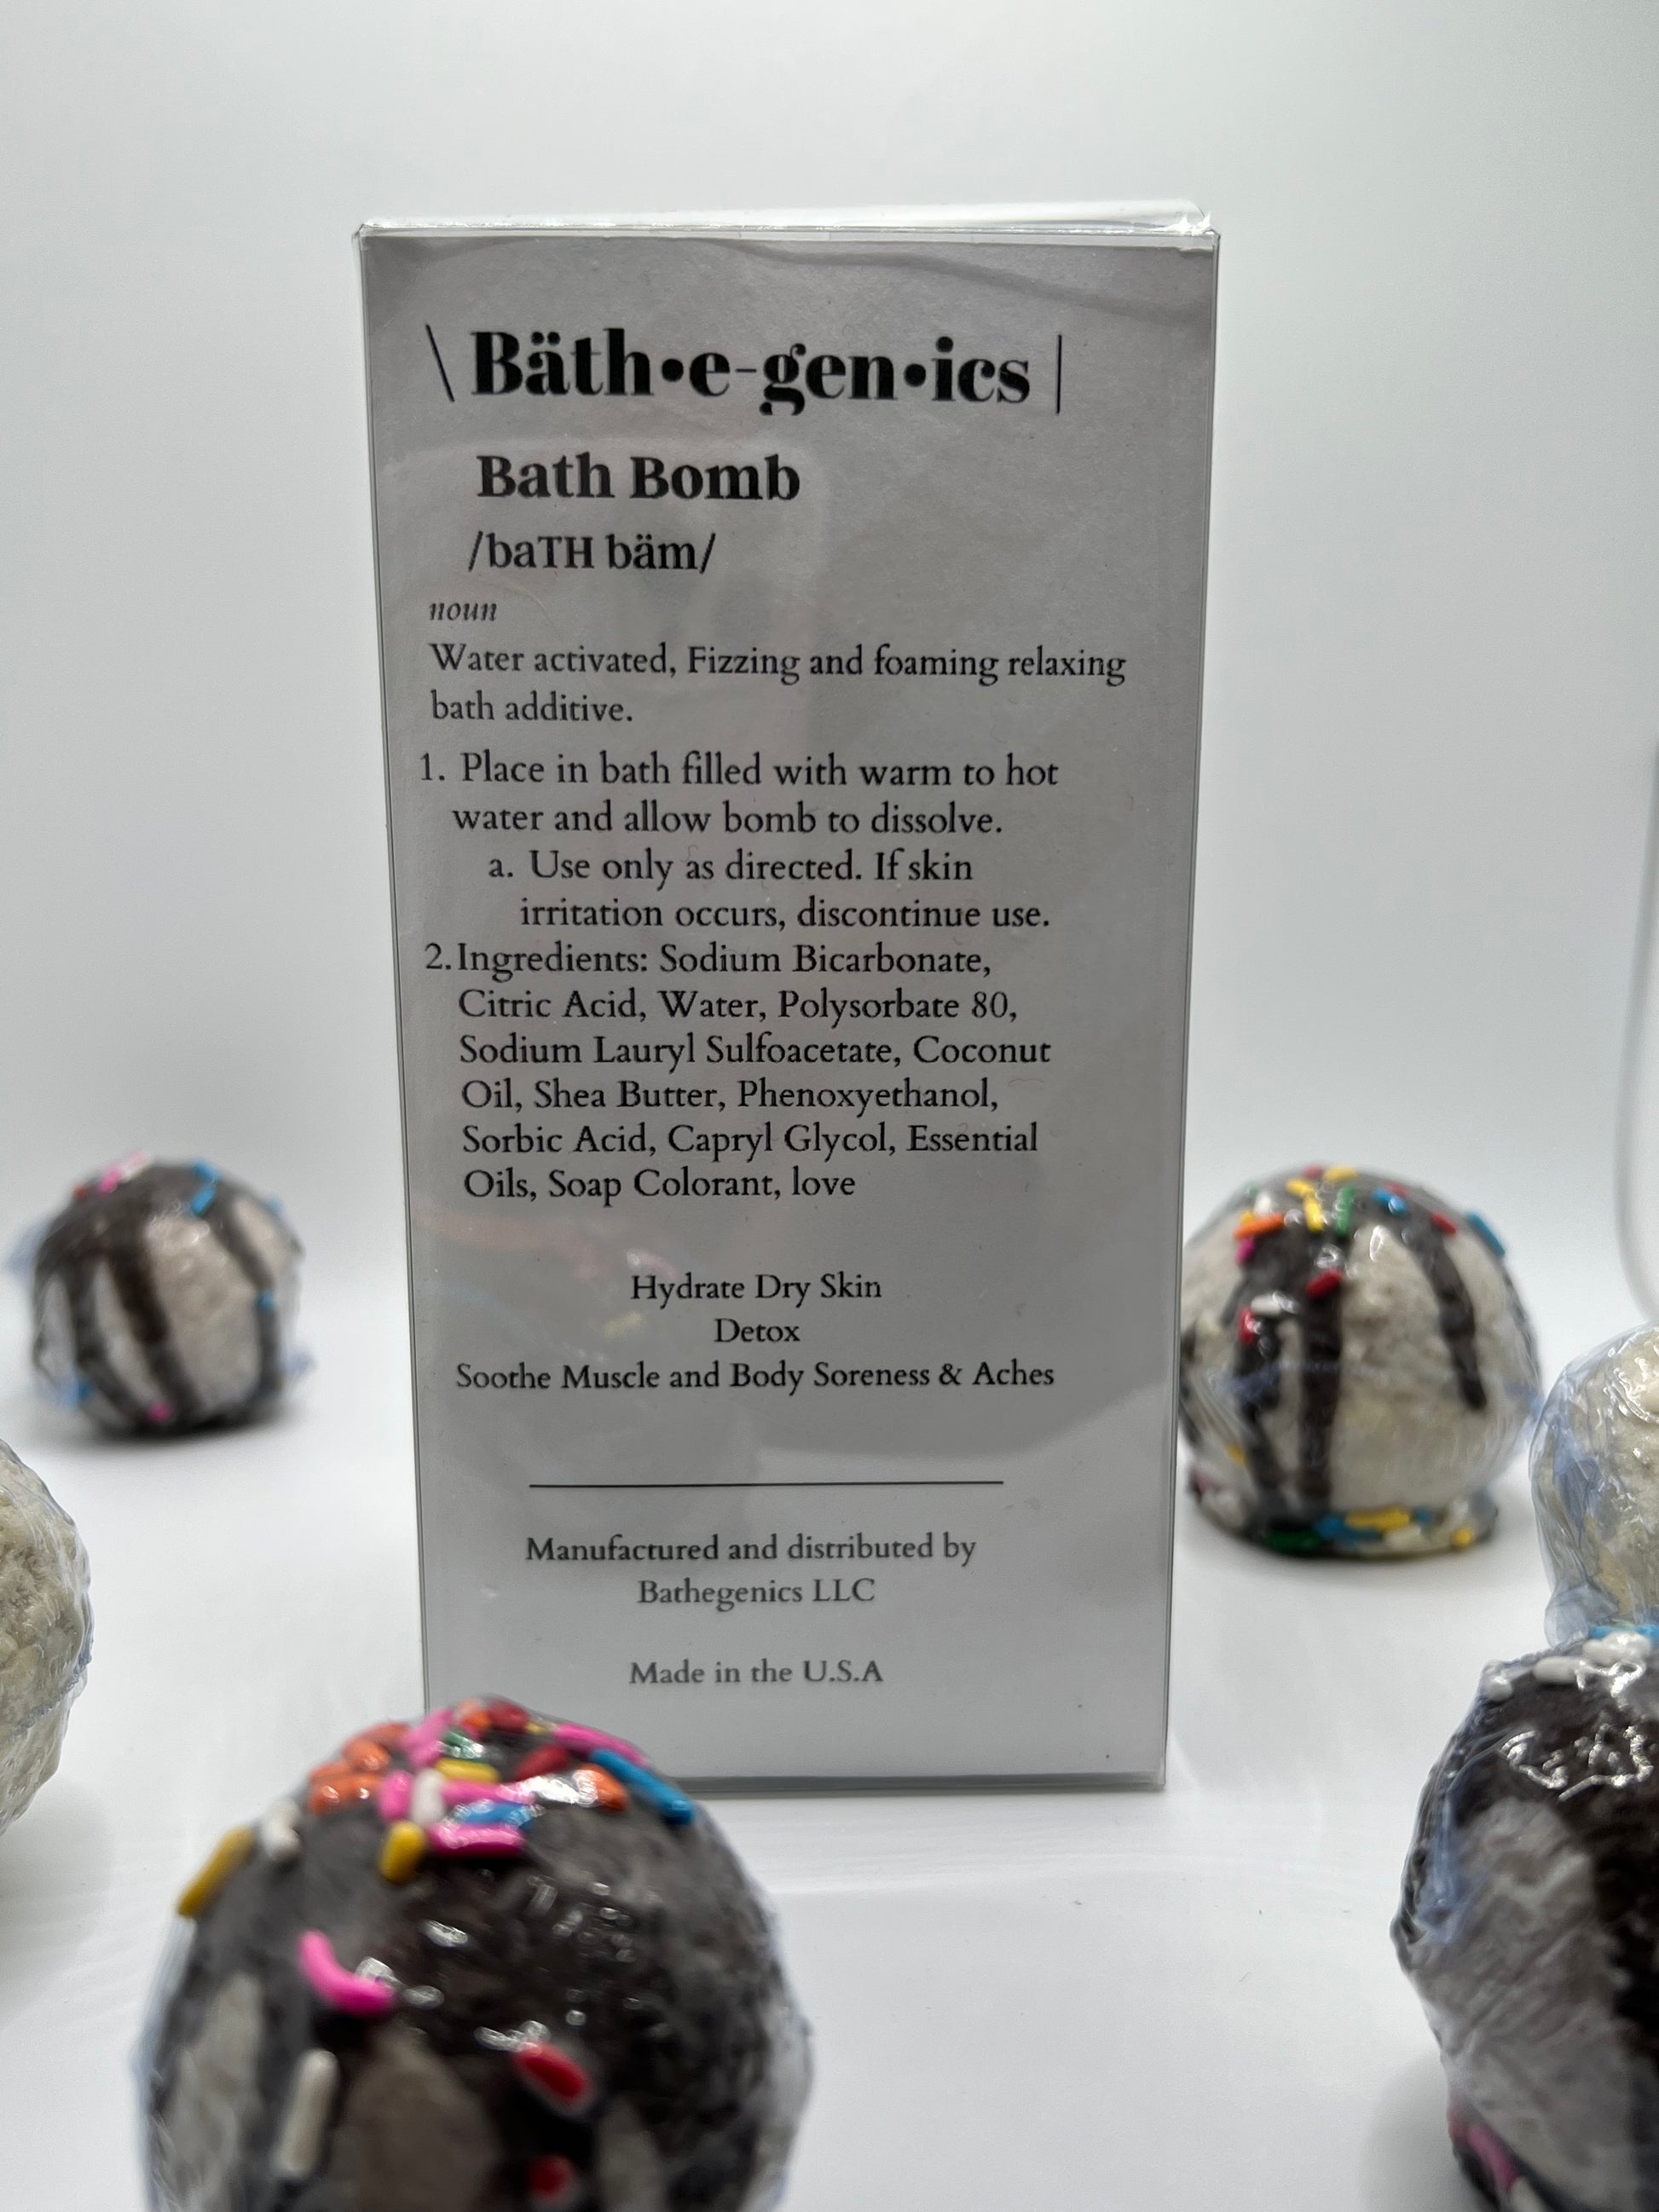 \ Bäth•e-gen•ics |
Bath Bomb
/baTH bäm/
noun
Water activated, Fizzing and foaming relaxing
bath additive.
1. Place in bath filled with warm to hot
water and allow bomb to dissolve.
a. Use only as directed. If skin
irritation occurs, discontinue use.
2. Ingredients: Sodium Bicarbonate,
Citric Acid, Water, Polysorbate 80,
Sodium Lauryl Sulfoacetate, Coconut
Oil, Shea Butter, Phenoxyethanol,
Sorbic Acid, Capryl Glycol, Essential
Oils, Soap Colorant, love
Hydrate Dry Skin
Detox
Soothe Muscle and Body Soreness & Aches
Manufactured and distributed by
Bathegenics LLC
Made in the U.S.A